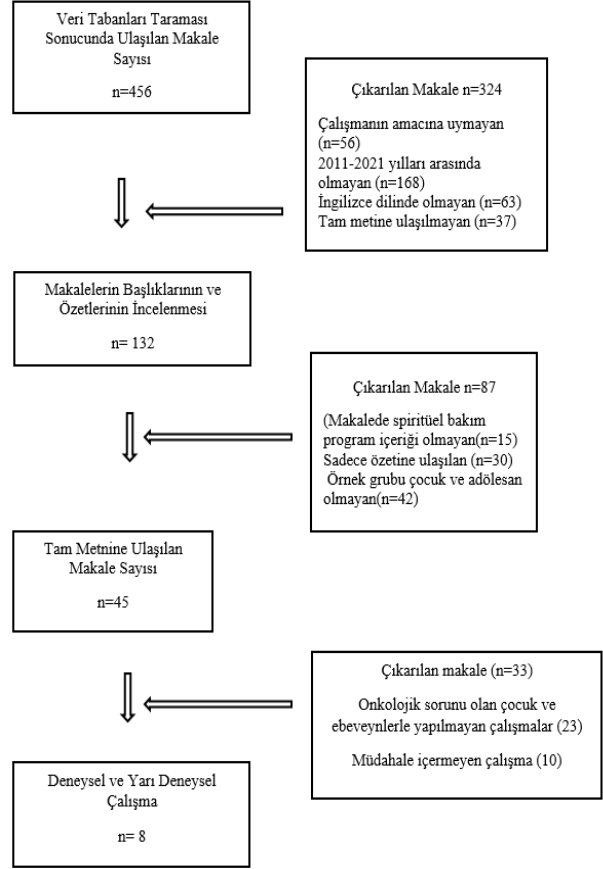 Veri Tabanları Taraması
Sonucunda Ulaşılan Makale
Sayısı
n=456
Çıkarılan Makale n=324
Çalışmanın amacına uymayan
(n=56)
2011-2021 yılları arasında
olmayan (n=168)
İngilizce dilinde olmayan (n=63)
Tam metine ulaşılmayan (n=37)
Makalelerin Başlıklarının ve
Özetlerinin İncelenmesi
n= 132
Çıkarılan Makale n=87
(Makalede spiritüel bakım
program içeriği olmayan(n=15)
Sadece özetine ulaşılan (n=30)
Örnek grubu çocuk ve adölesan
olmayan(n=42)
Tam Metnine Ulaşılan
Makale Sayısı
n=45
Çıkarılan makale (n=33)
Onkolojik sorunu olan çocuk ve
ebeveynlerle yapılmayan çalışmalar (23)
Müdahale içermeyen çalışma (10)
Deneysel ve Yarı Deneysel
Çalışma
n= 8